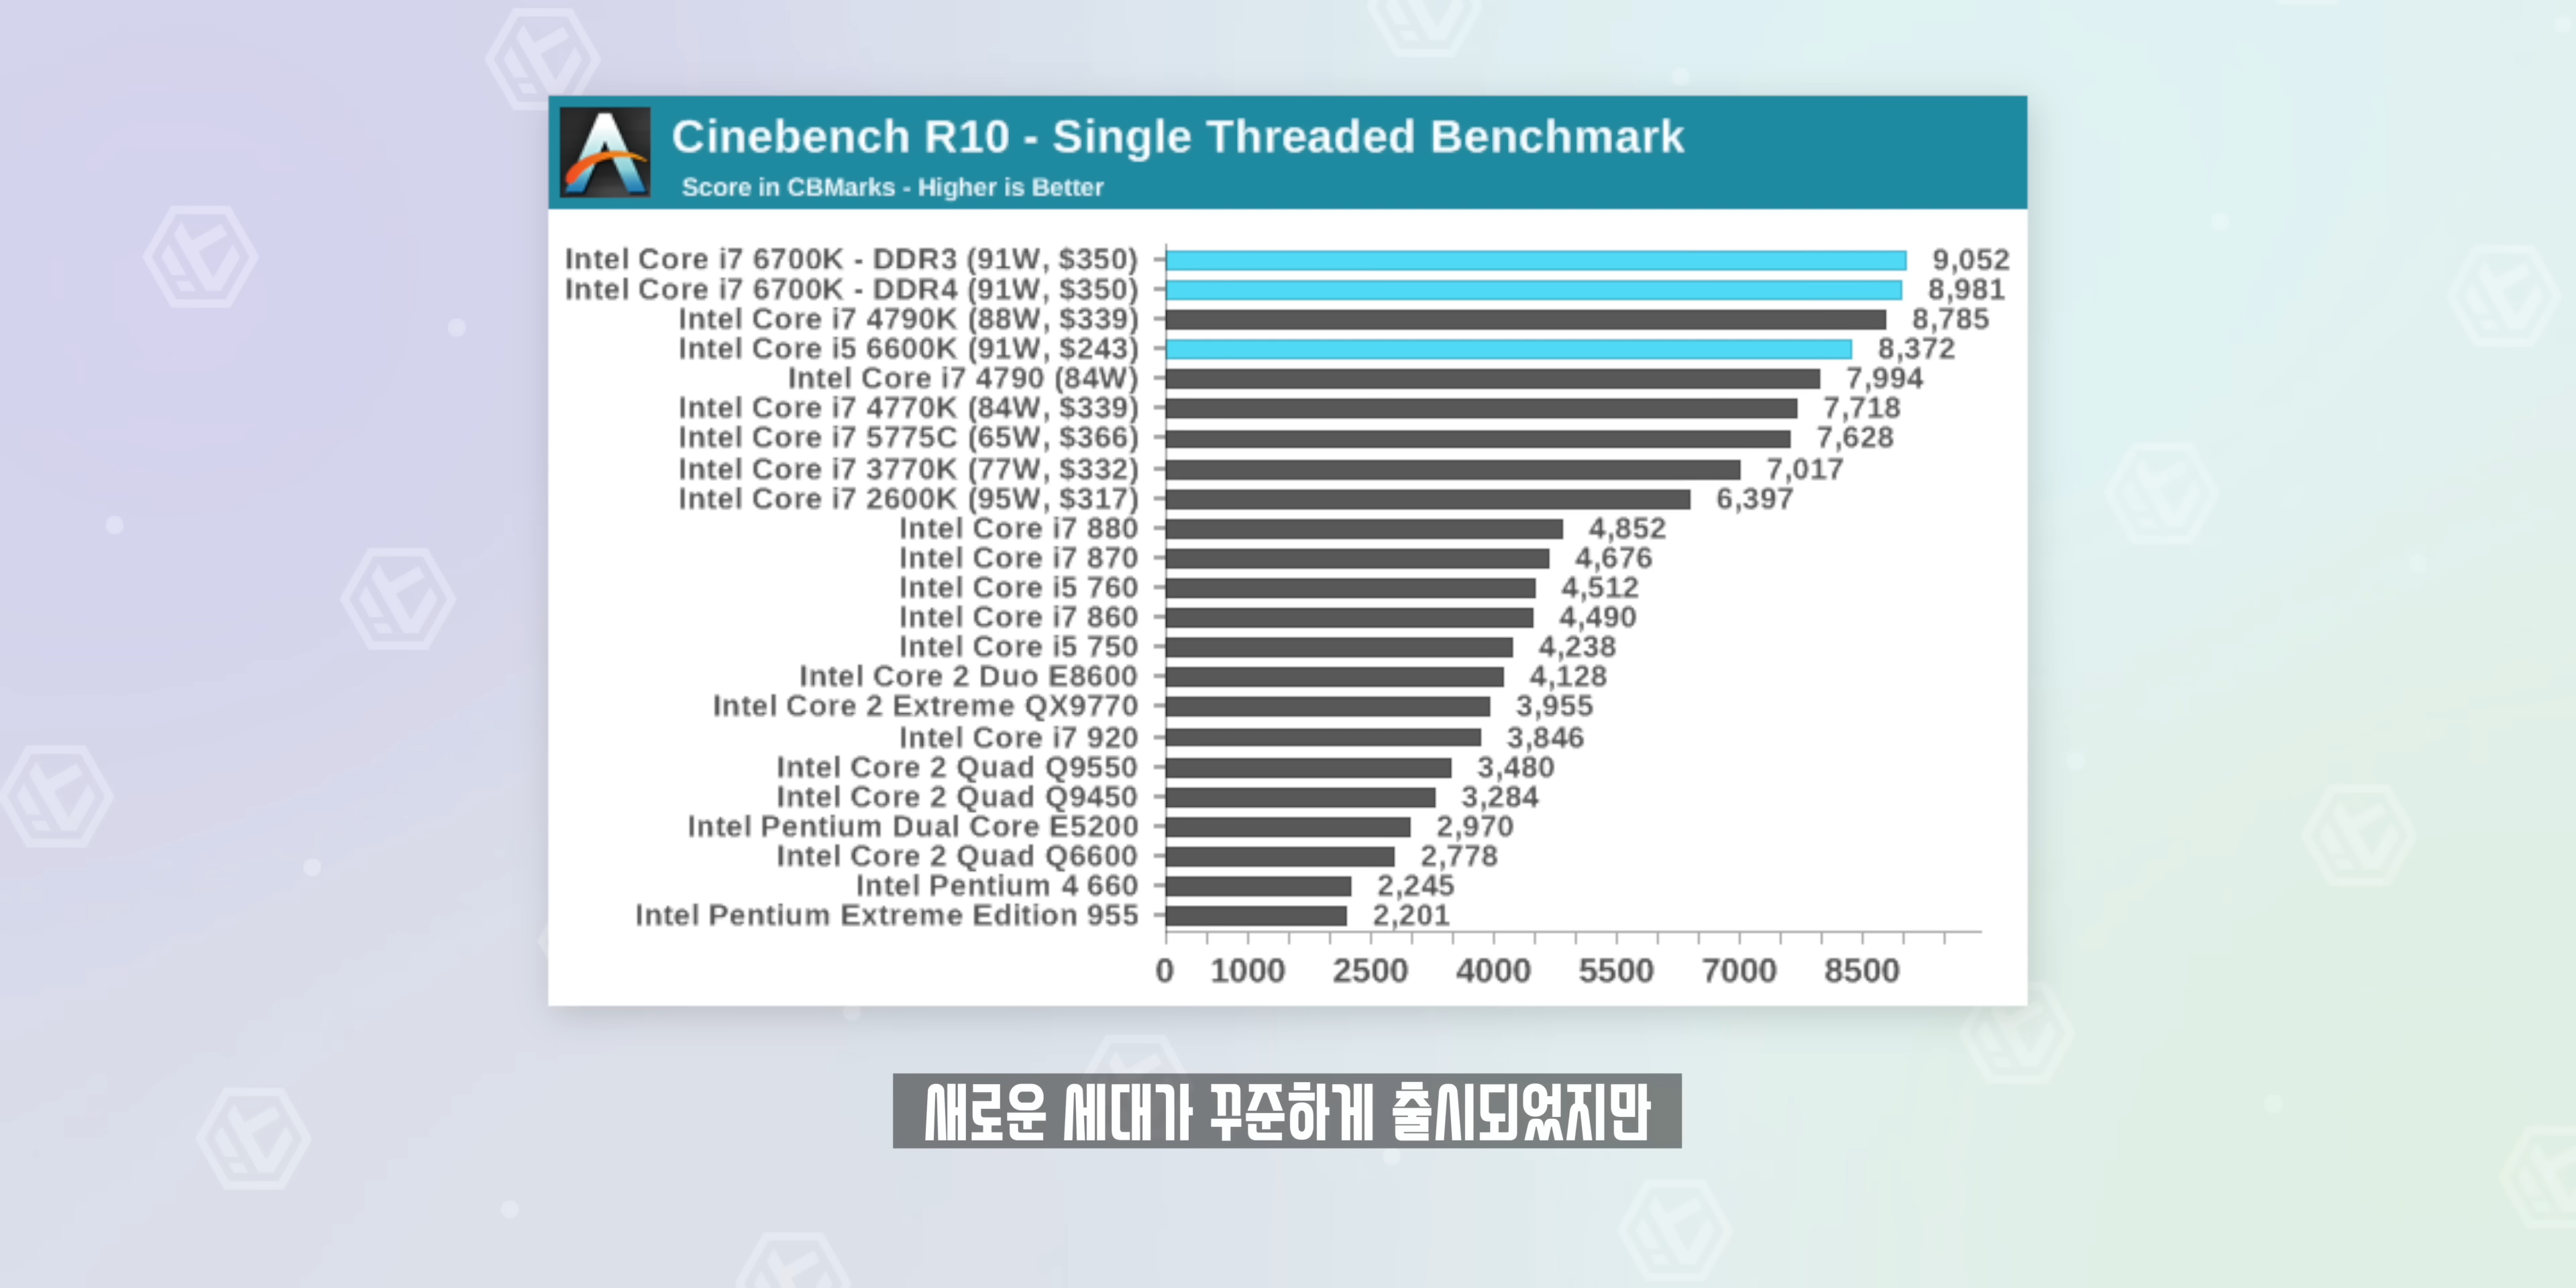 Cinebench R10 - Single Threaded Benchmark
Score in CBMarks - Higher is Better
Intel Core i7 6700K - DDR3 (91W, $350) 9,052
Intel Core i7 6700K - DDR4 (91W, $350) 8,981
Intel Core i7 4790K (88W, $339) 8,785
Intel Core i5 6600K (91W, $243) 8,372
Intel Core i7 4790 (84W) 7,994
Intel Core i7 4770K (84W, $339) 7,718
Intel Core i7 5775C (65W, $366) 7,628
Intel Core i7 3770K (77W, $332) 7,017
Intel Core i7 2600K (95W, $317) 6,397
Intel Core i7 880 4,852
Intel Core i7 870 4,676
Intel Core i5 760 4,512
Intel Core i7 860 4,490
Intel Core i5 750 4,238
Intel Core 2 Duo E8600 4,128
Intel Core 2 Extreme QX9770 3,955
Intel Core i7 920 3,846
Intel Core 2 Quad Q9550 3,480
Intel Core 2 Quad Q9450 3,284
Intel Pentium Dual Core E5200 2,970
Intel Core 2 Quad Q6600 2,778
Intel Pentium 4 660 2,245
Intel Pentium Extreme Edition 955 2,201
0 1000 2500 4000 5500 7000 8500
새로운 세대가 꾸준하게 출시되었지만